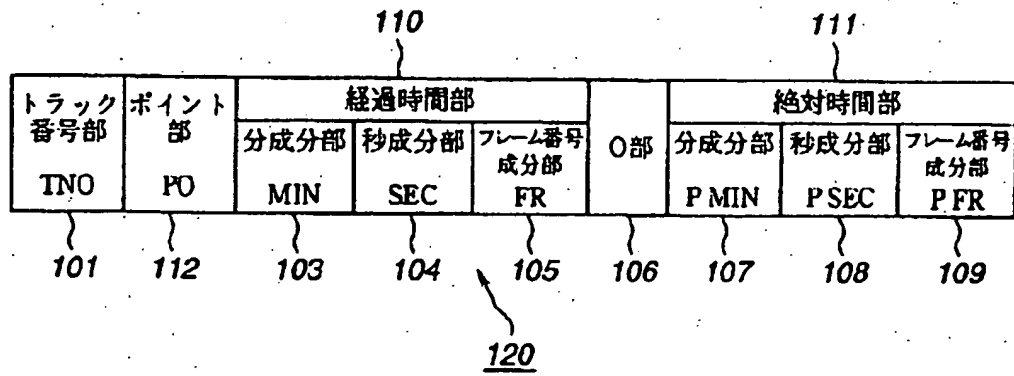 110
111
トラック番号部
TNO
ポイント部
PO
経過時間部
分成分部
MIN
秒成分部
SEC
フレーム番号成分部
FR
0部
絶対時間部
分成分部
P MIN
秒成分部
P SEC
フレーム番号成分部
P FR
101
112
103
104
105
106
107
108
109
120